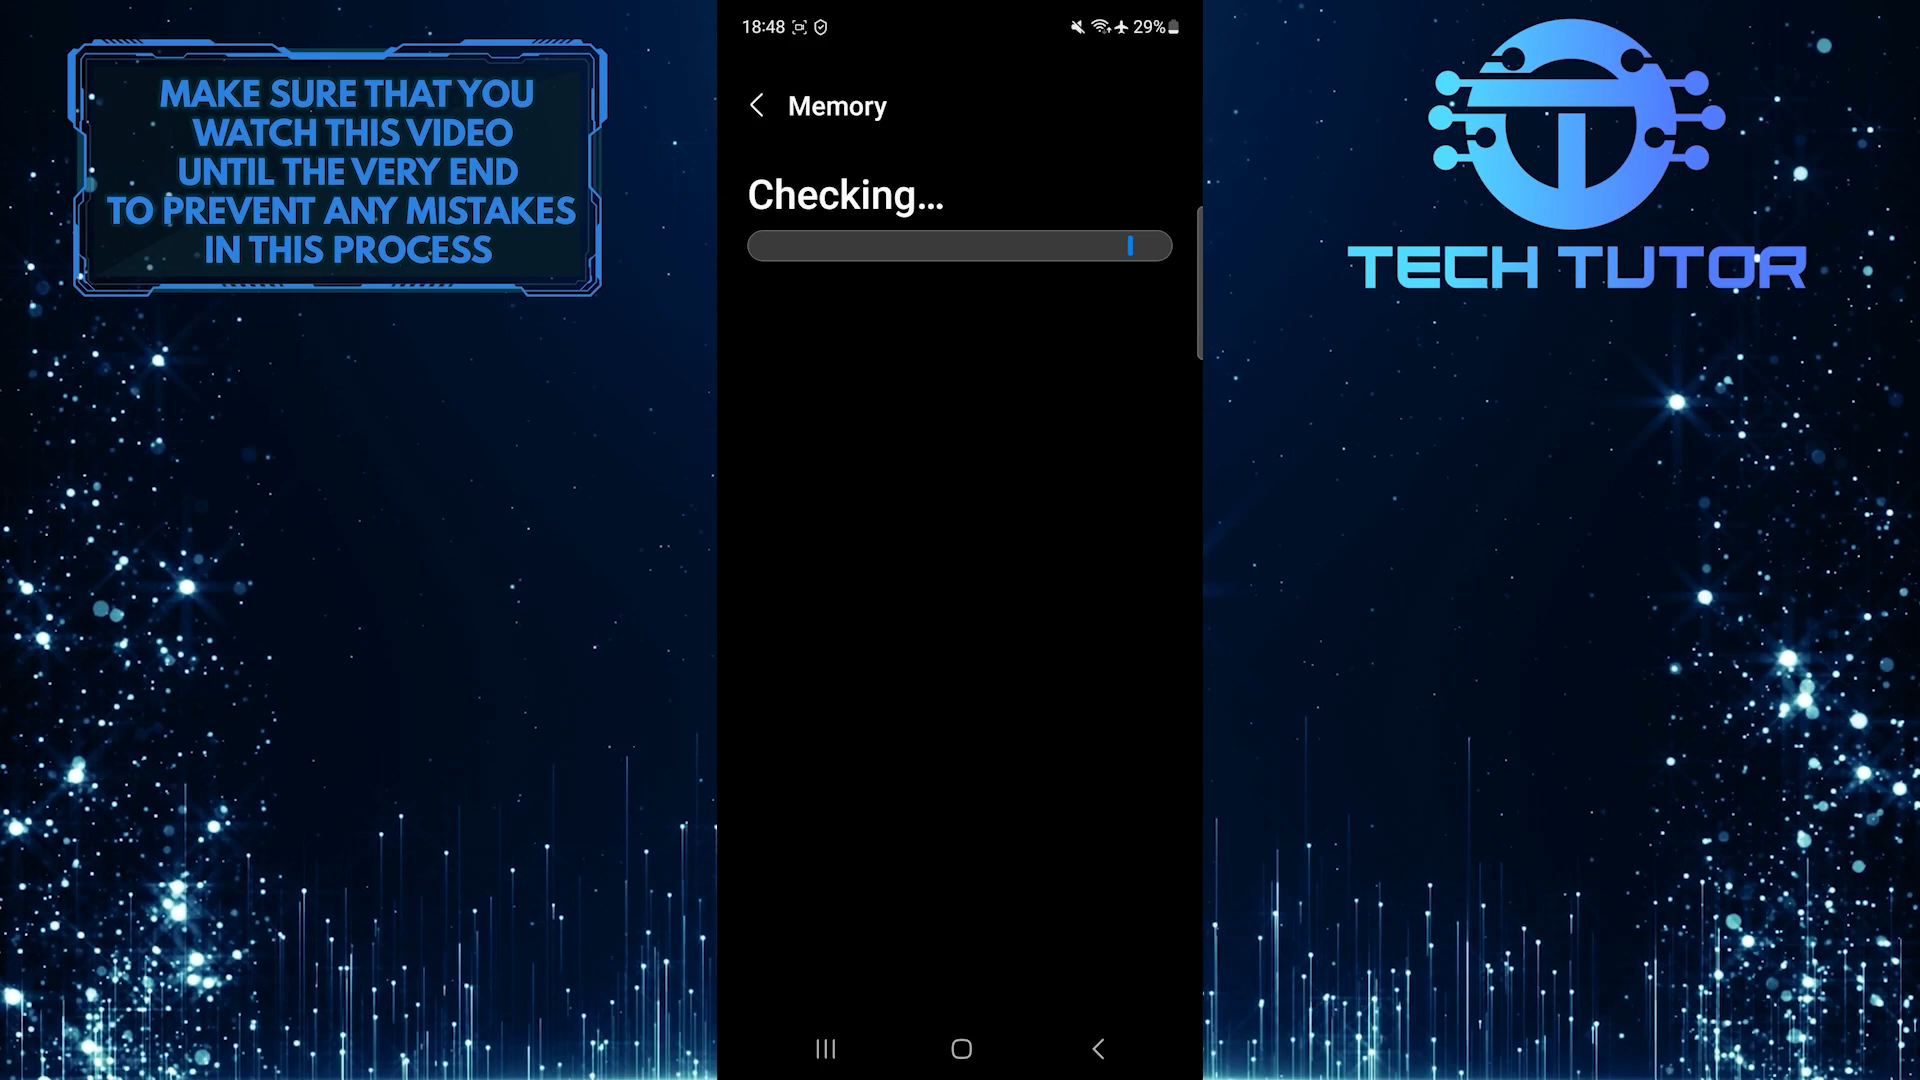 MAKE SURE THAT YOU
WATCH THIS VIDEO
UNTIL THE VERY END
TO PREVENT ANY MISTAKES
IN THIS PROCESS
18:48
29%
Memory
Checking...
TECH TUTOR